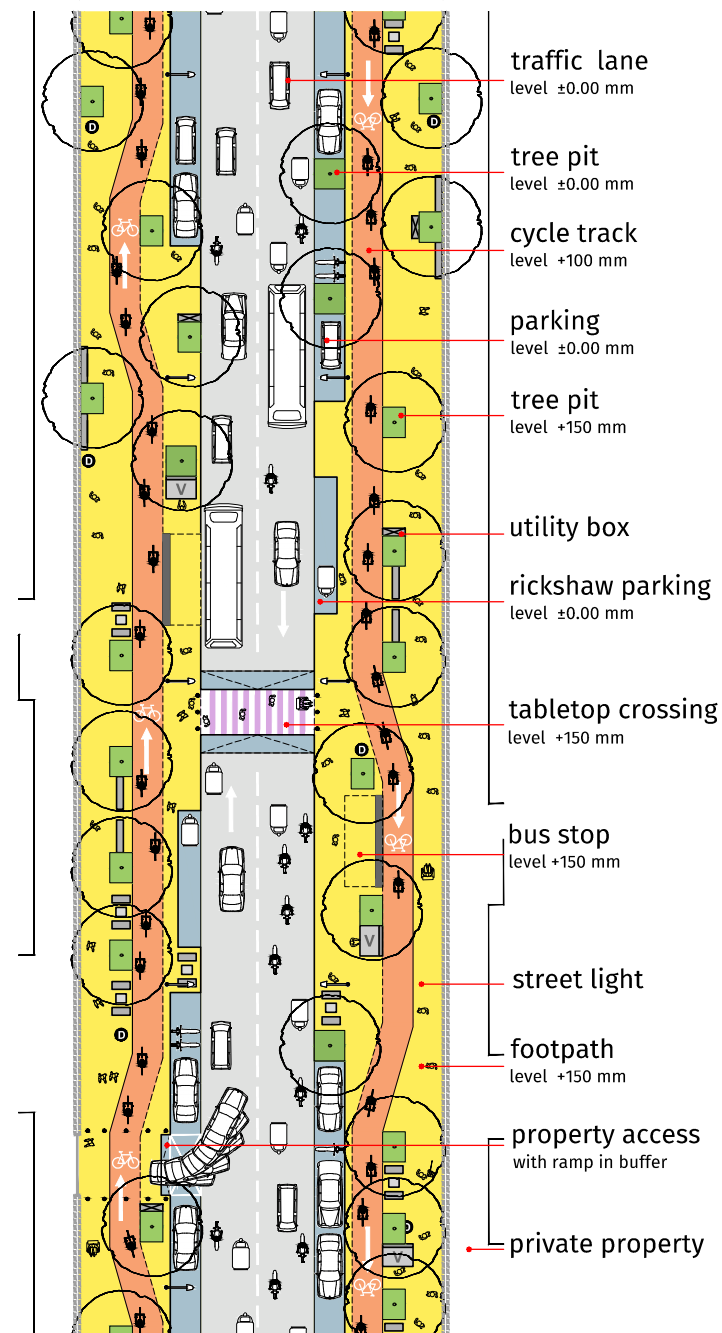 traffic lane
level ±0.00 mm
D
D
tree pit
level ±0.00 mm
cycle track
level +100 mm
parking
level ±0.00 mm
tree pit
level +150 mm
D
V
utility box
rickshaw parking
level ±0.00 mm
tabletop crossing
level +150 mm
D
bus stop
level +150 mm
V
street light
D
footpath
level +150 mm
property access
with ramp in buffer
D
private property
V